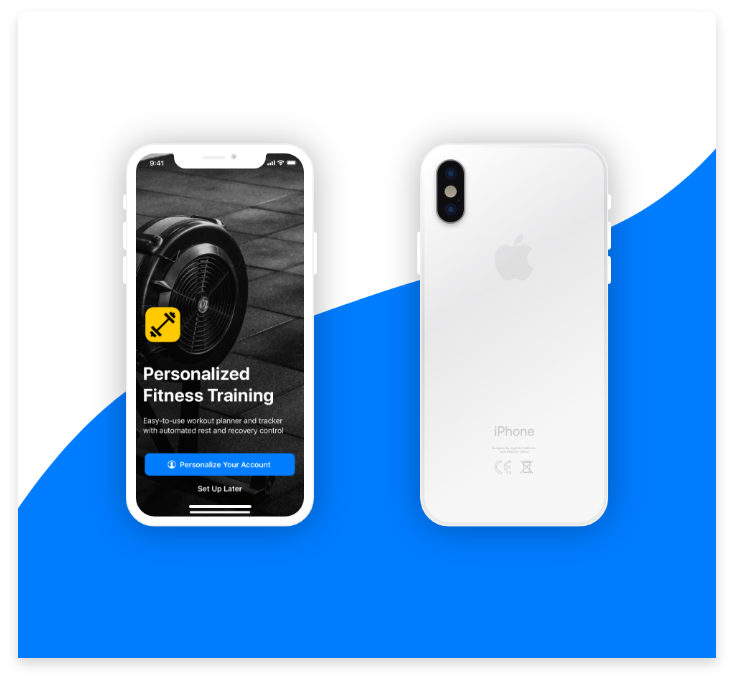 9:41
Personalized
Fitness Training
Easy-to-use workout planner and tracker
with automated rest and recovery control
Personalize Your Account
Set Up Later
iPhone
CE